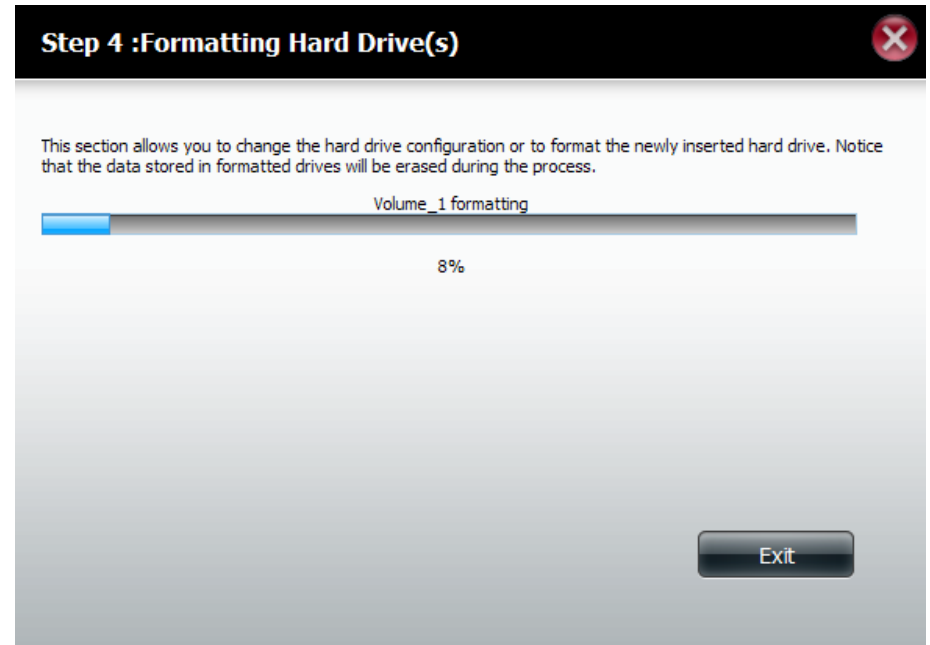 Step 4 :Formatting Hard Drive(s)
This section allows you to change the hard drive configuration or to format the newly inserted hard drive. Notice
that the data stored in formatted drives will be erased during the process.
Volume_1 formatting
8%
Exit